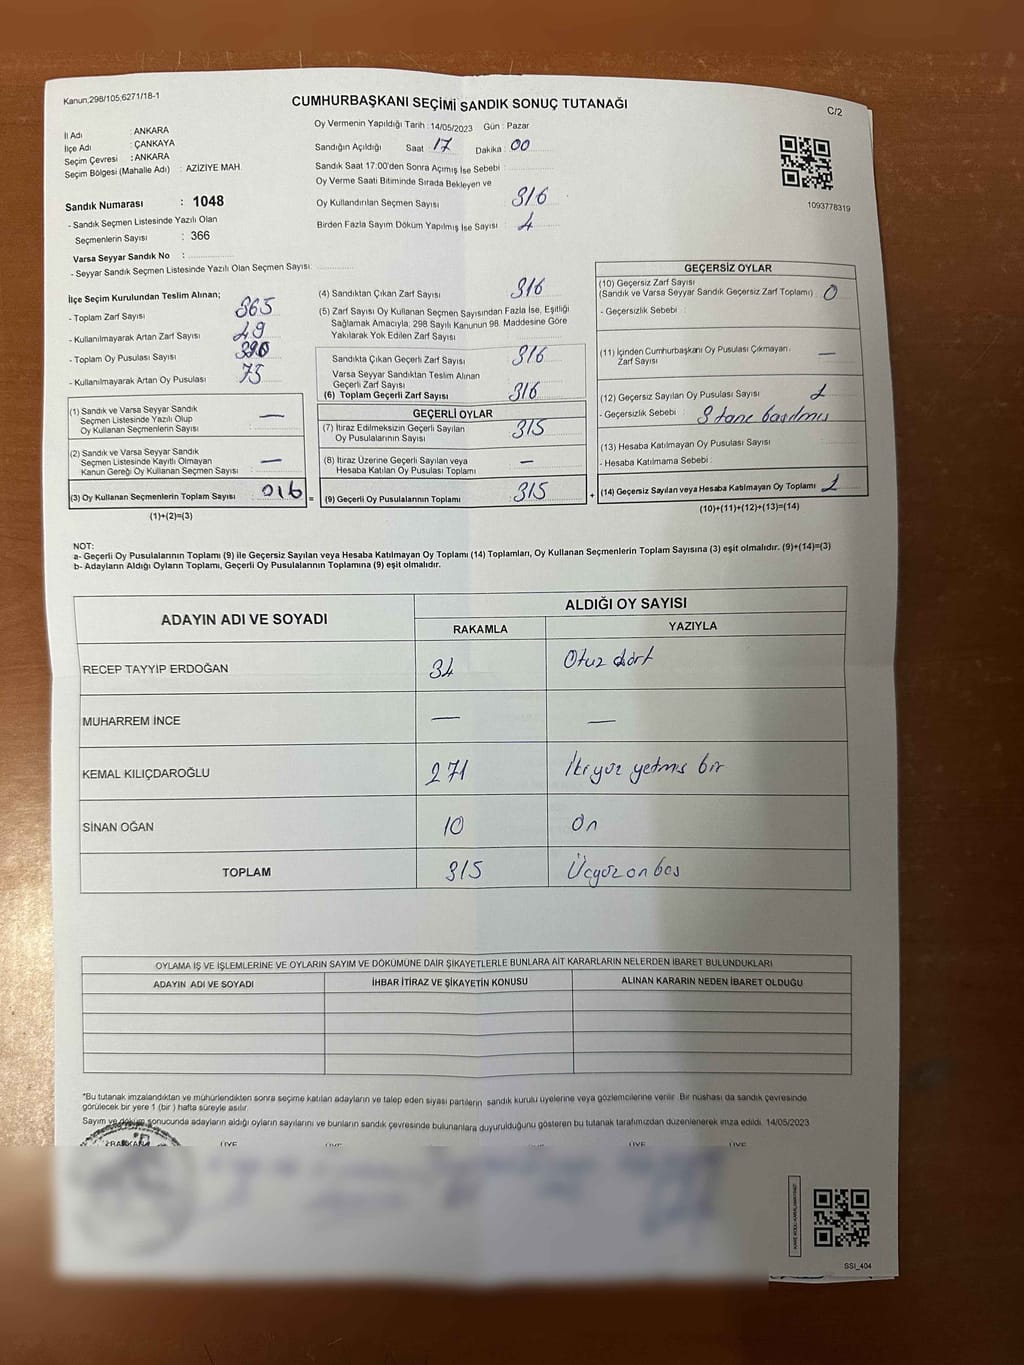 Kanun;298/105;6271/18-1
CUMHURBAŞKANI SEÇİMİ SANDIK SONUÇ TUTANAĞI
C/2
İl Adı : ANKARA
İlçe Adı : ÇANKAYA
Seçim Çevresi : ANKARA
Seçim Bölgesi (Mahalle Adı) : AZİZİYE MAH.
Sandık Numarası : 1048
- Sandık Seçmen Listesinde Yazılı Olan
Seçmenlerin Sayısı : 366
Varsa Seyyar Sandık No :
- Seyyar Sandık Seçmen Listesinde Yazılı Olan Seçmen Sayısı:
Oy Vermenin Yapıldığı Tarih : 14/05/2023 Gün : Pazar
Sandığın Açıldığı Saat : 17 Dakika : 00
Sandık Saat 17:00'den Sonra Açılmış İse Sebebi :
Oy Verme Saati Bitiminde Sırada Bekleyen ve
Oy Kullandırılan Seçmen Sayısı 316
Birden Fazla Sayım Döküm Yapılmış İse Sayısı : 4
1093778319
İlçe Seçim Kurulundan Teslim Alınan;
- Toplam Zarf Sayısı 365
- Kullanılmayarak Artan Zarf Sayısı 49
- Toplam Oy Pusulası Sayısı
- Kullanılmayarak Artan Oy Pusulası 75
(1) Sandık ve Varsa Seyyar Sandık
Seçmen Listesinde Yazılı Olup
Oy Kullanan Seçmenlerin Sayısı : —
(2) Sandık ve Varsa Seyyar Sandık
Seçmen Listesinde Kayıtlı Olmayan
Kanun Gereği Oy Kullanan Seçmen Sayısı : —
(3) Oy Kullanan Seçmenlerin Toplam Sayısı : 316 =
(1)+(2)=(3)
(4) Sandıktan Çıkan Zarf Sayısı 316
(5) Zarf Sayısı Oy Kullanan Seçmen Sayısından Fazla İse, Eşitliği
Sağlamak Amacıyla, 298 Sayılı Kanunun 98. Maddesine Göre
Yakılarak Yok Edilen Zarf Sayısı
Sandıkta Çıkan Geçerli Zarf Sayısı 316
Varsa Seyyar Sandıktan Teslim Alınan
Geçerli Zarf Sayısı
(6) Toplam Geçerli Zarf Sayısı 316
GEÇERLİ OYLAR
(7) İtiraz Edilmeksizin Geçerli Sayılan
Oy Pusulalarının Sayısı 315
(8) İtiraz Üzerine Geçerli Sayılan veya
Hesaba Katılan Oy Pusulası Toplamı —
(9) Geçerli Oy Pusulalarının Toplamı 315 +
GEÇERSİZ OYLAR
(10) Geçersiz Zarf Sayısı
(Sandık ve Varsa Seyyar Sandık Geçersiz Zarf Toplamı) : 0
- Geçersizlik Sebebi :
(11) İçinden Cumhurbaşkanı Oy Pusulası Çıkmayan
Zarf Sayısı —
(12) Geçersiz Sayılan Oy Pusulası Sayısı 1
- Geçersizlik Sebebi : 3 tane basılmış
(13) Hesaba Katılmayan Oy Pusulası Sayısı
- Hesaba Katılmama Sebebi :
(14) Geçersiz Sayılan veya Hesaba Katılmayan Oy Toplamı 1
(10)+(11)+(12)+(13)=(14)
NOT:
a- Geçerli Oy Pusulalarının Toplamı (9) ile Geçersiz Sayılan veya Hesaba Katılmayan Oy Toplamı (14) Toplamları, Oy Kullanan Seçmenlerin Toplam Sayısına (3) eşit olmalıdır. (9)+(14)=(3)
b- Adayların Aldığı Oyların Toplamı, Geçerli Oy Pusulalarının Toplamına (9) eşit olmalıdır.
ADAYIN ADI VE SOYADI
ALDIĞI OY SAYISI
RAKAMLA YAZIYLA
RECEP TAYYİP ERDOĞAN 34 Otuz dört
MUHARREM İNCE — —
KEMAL KILIÇDAROĞLU 271 İkiyüz yetmiş bir
SİNAN OĞAN 10 On
TOPLAM 315 Üçyüz on beş
OYLAMA İŞ VE İŞLEMLERİNE VE OYLARIN SAYIM VE DÖKÜMÜNE DAİR ŞİKAYETLERLE BUNLARA AİT KARARLARIN NELERDEN İBARET BULUNDUKLARI
ADAYIN ADI VE SOYADI İHBAR İTİRAZ VE ŞİKAYETİN KONUSU ALINAN KARARIN NEDEN İBARET OLDUĞU
*Bu tutanak imzalandıktan ve mühürlendikten sonra seçime katılan adayların ve talep eden siyasi partilerin sandık kurulu üyelerine veya gözlemcilerine verilir. Bir nüshası da sandık çevresinde
görülecek bir yere 1 (bir ) hafta süreyle asılır.
Sayım ve döküm sonucunda adayların aldığı oyların sayılarını ve bunların sandık çevresinde bulunanlara duyurulduğunu gösteren bu tutanak tarafımızdan düzenlenerek imza edildi. 14/05/2023
ÜYE ÜYE ÜYE ÜYE ÜYE
SSI_404